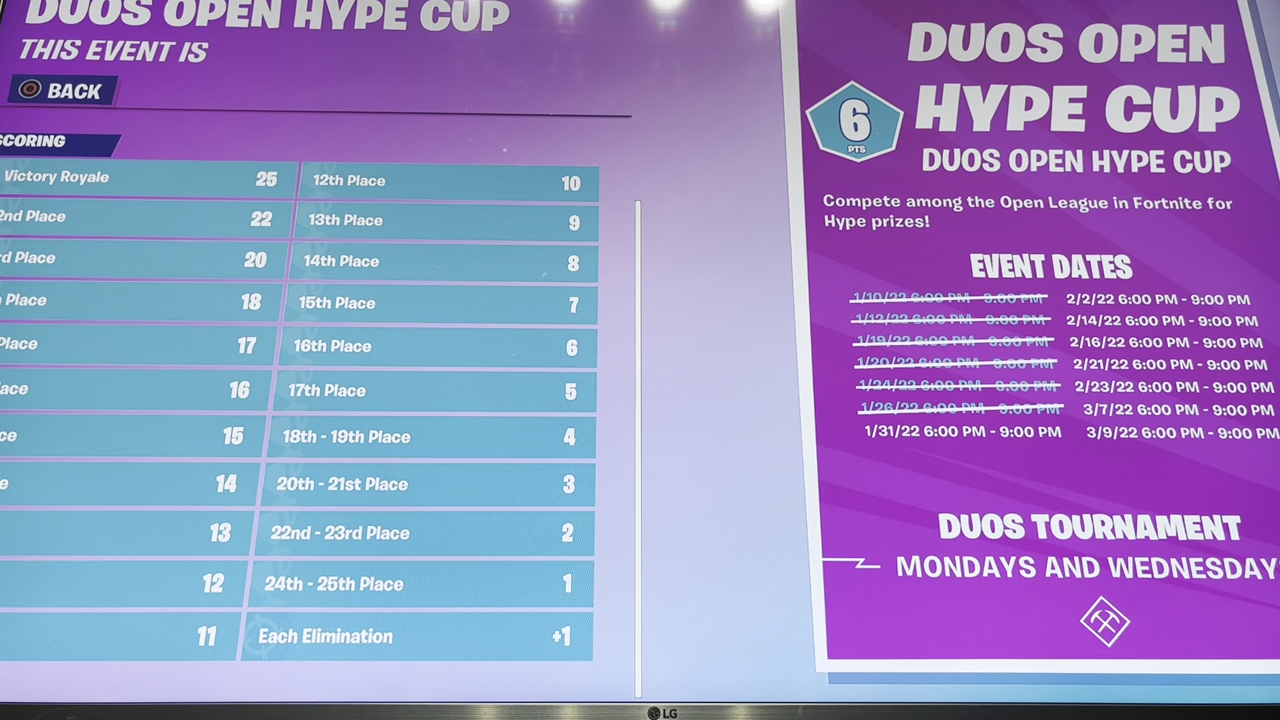 DUOS OPEN HYPE CUP
THIS EVENT IS
BACK
SCORING
Victory Royale 25
2nd Place 22
rd Place 20
Place 18
Place 17
ace 16
ce 15
e 14
13
12
11
12th Place 10
13th Place 9
14th Place 8
15th Place 7
16th Place 6
17th Place 5
18th - 19th Place 4
20th - 21st Place 3
22nd - 23rd Place 2
24th - 25th Place 1
Each Elimination +1
6
PTS
DUOS OPEN
HYPE CUP
DUOS OPEN HYPE CUP
Compete among the Open League in Fortnite for
Hype prizes!
EVENT DATES
1/10/22 6:00 PM - 9:00 PM 2/2/22 6:00 PM - 9:00 PM
1/12/22 6:00 PM - 9:00 PM 2/14/22 6:00 PM - 9:00 PM
1/19/22 6:00 PM - 9:00 PM 2/16/22 6:00 PM - 9:00 PM
1/20/22 6:00 PM - 9:00 PM 2/21/22 6:00 PM - 9:00 PM
1/24/22 6:00 PM - 9:00 PM 2/23/22 6:00 PM - 9:00 PM
1/26/22 6:00 PM - 9:00 PM 3/7/22 6:00 PM - 9:00 PM
1/31/22 6:00 PM - 9:00 PM 3/9/22 6:00 PM - 9:00 PM
DUOS TOURNAMENT
MONDAYS AND WEDNESDAY
LG